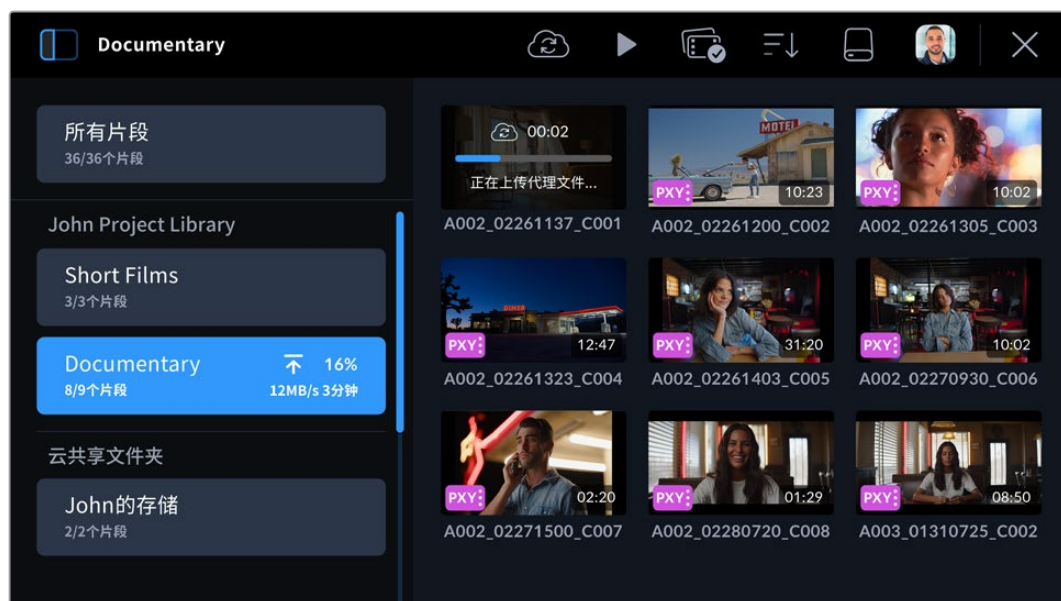 Documentary
所有片段
36/36个片段
John Project Library
Short Films
3/3个片段
Documentary 16%
8/9个片段 12MB/s 3分钟
云共享文件夹
John的存储
2/2个片段
00:02
正在上传代理文件...
A002_02261137_C001
MOTEL
PXY 10:23
A002_02261200_C002
PXY 10:02
A002_02261305_C003
DINER
PXY 12:47
A002_02261323_C004
PXY 31:20
A002_02261403_C005
PXY 10:02
A002_02270930_C006
PXY 02:20
A002_02271500_C007
PXY 01:29
A002_02280720_C008
PXY 08:50
A003_01310725_C002